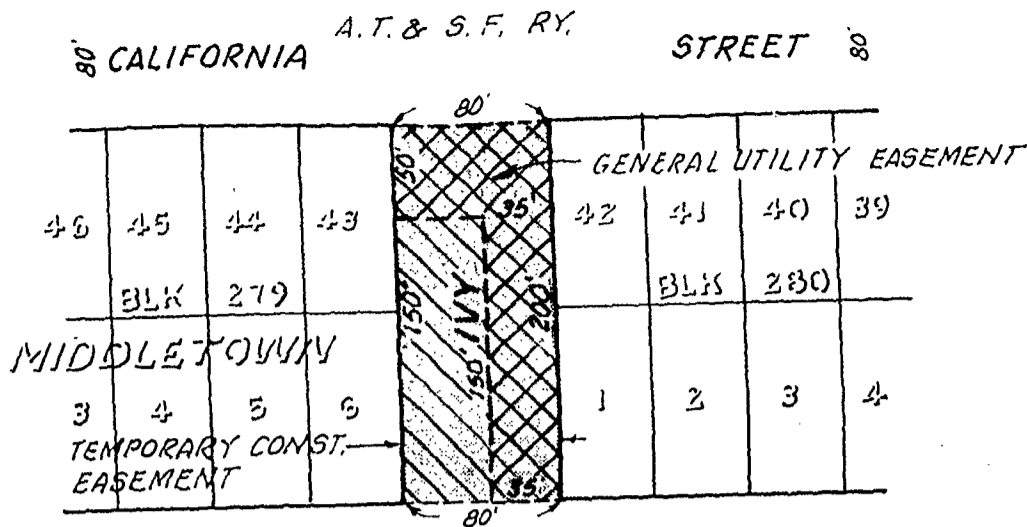 A.T. & S.F. RY.
80' CALIFORNIA STREET 80'
80'
GENERAL UTILITY EASEMENT
50'
35'
46 45 44 43 42 41 40 39
BLK 279 BLK 280
150' IVY 200'
150'
MIDDLETOWN
3 4 5 6 1 2 3 4
TEMPORARY CONST.
EASEMENT
35'
80'